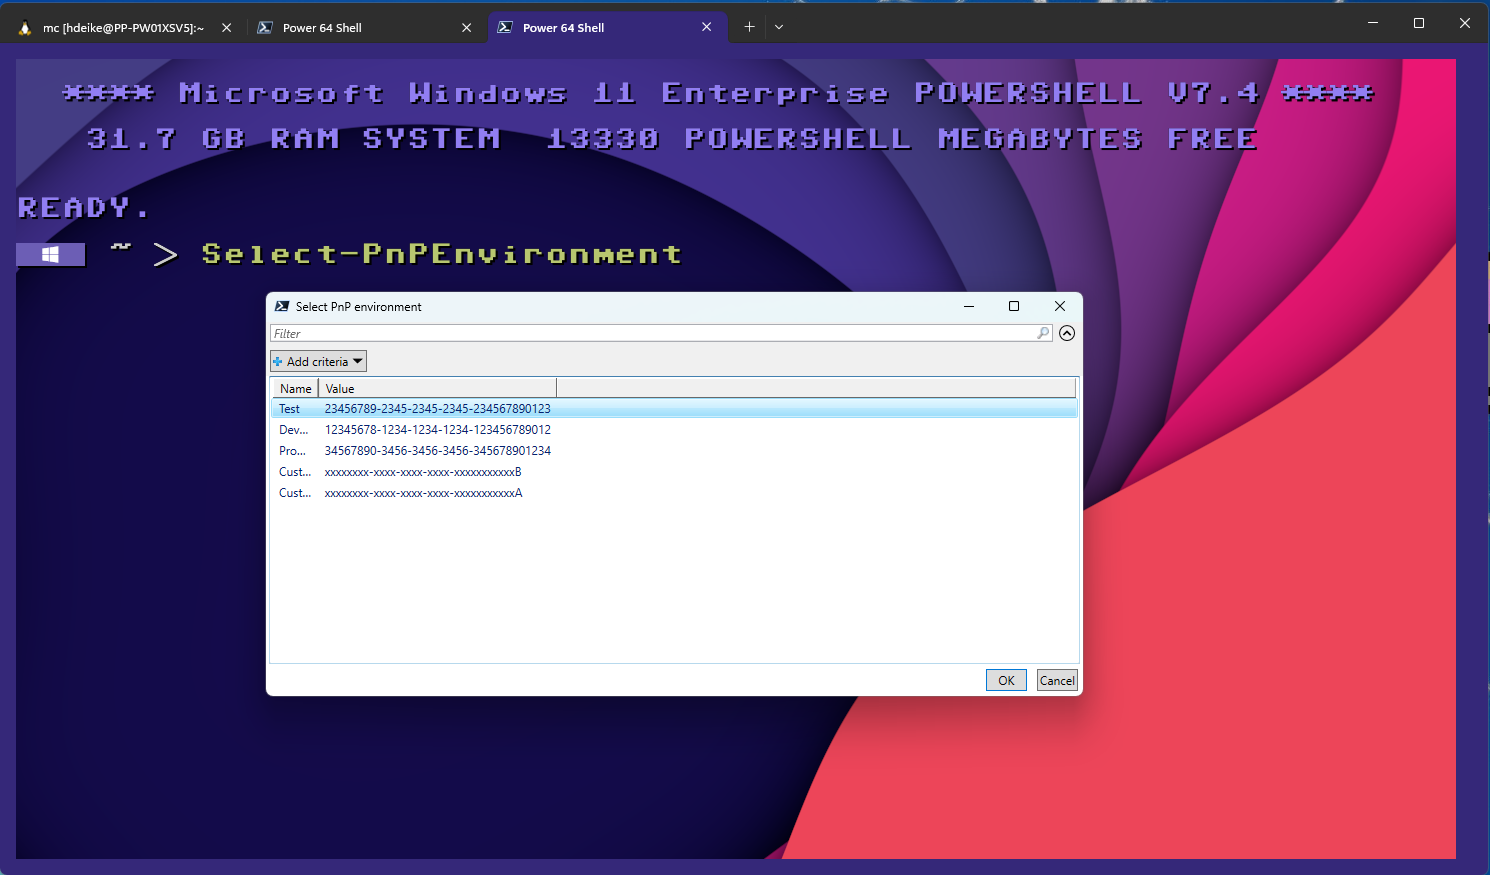 mc [hdeike@PP-PW01XSV5]:~ Power 64 Shell Power 64 Shell
**** Microsoft Windows 11 Enterprise POWERSHELL V7.4 ****
31.7 GB RAM SYSTEM 13330 POWERSHELL MEGABYTES FREE
READY.
~ > Select-PnPEnvironment
Select PnP environment
Filter
Add criteria
Name Value
Test 23456789-2345-2345-2345-234567890123
Dev... 12345678-1234-1234-1234-123456789012
Pro... 34567890-3456-3456-3456-345678901234
Cust... xxxxxxxx-xxxx-xxxx-xxxx-xxxxxxxxxxxB
Cust... xxxxxxxx-xxxx-xxxx-xxxx-xxxxxxxxxxxA
OK Cancel